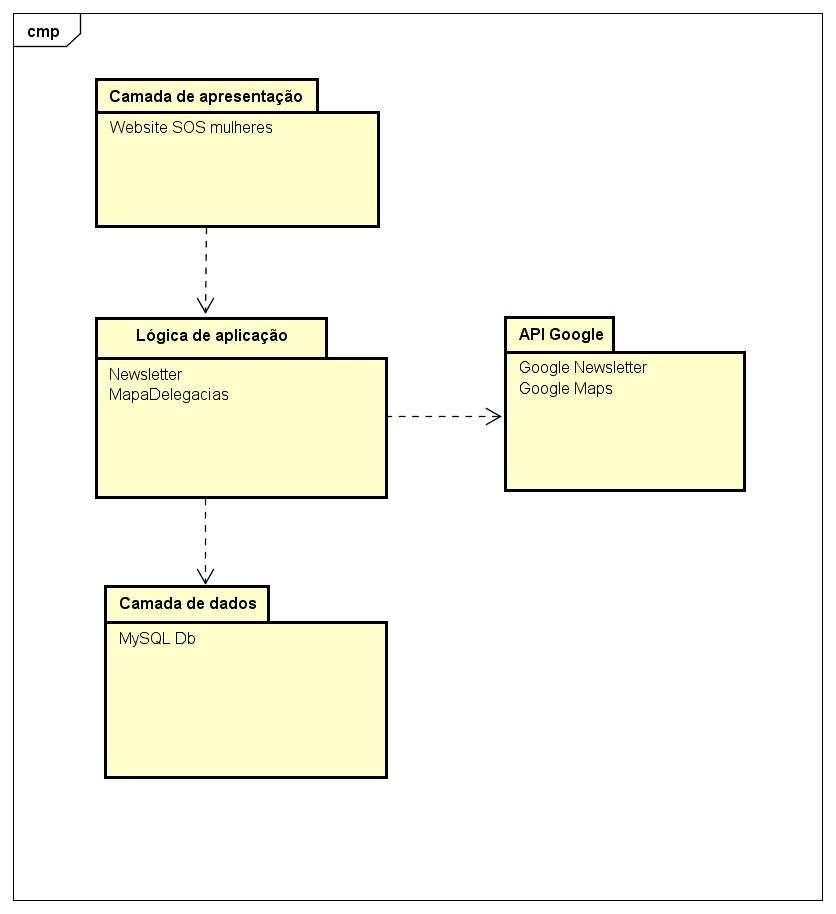 cmp
Camada de apresentação
Website SOS mulheres
Lógica de aplicação
Newsletter
MapaDelegacias
API Google
Google Newsletter
Google Maps
Camada de dados
MySQL Db